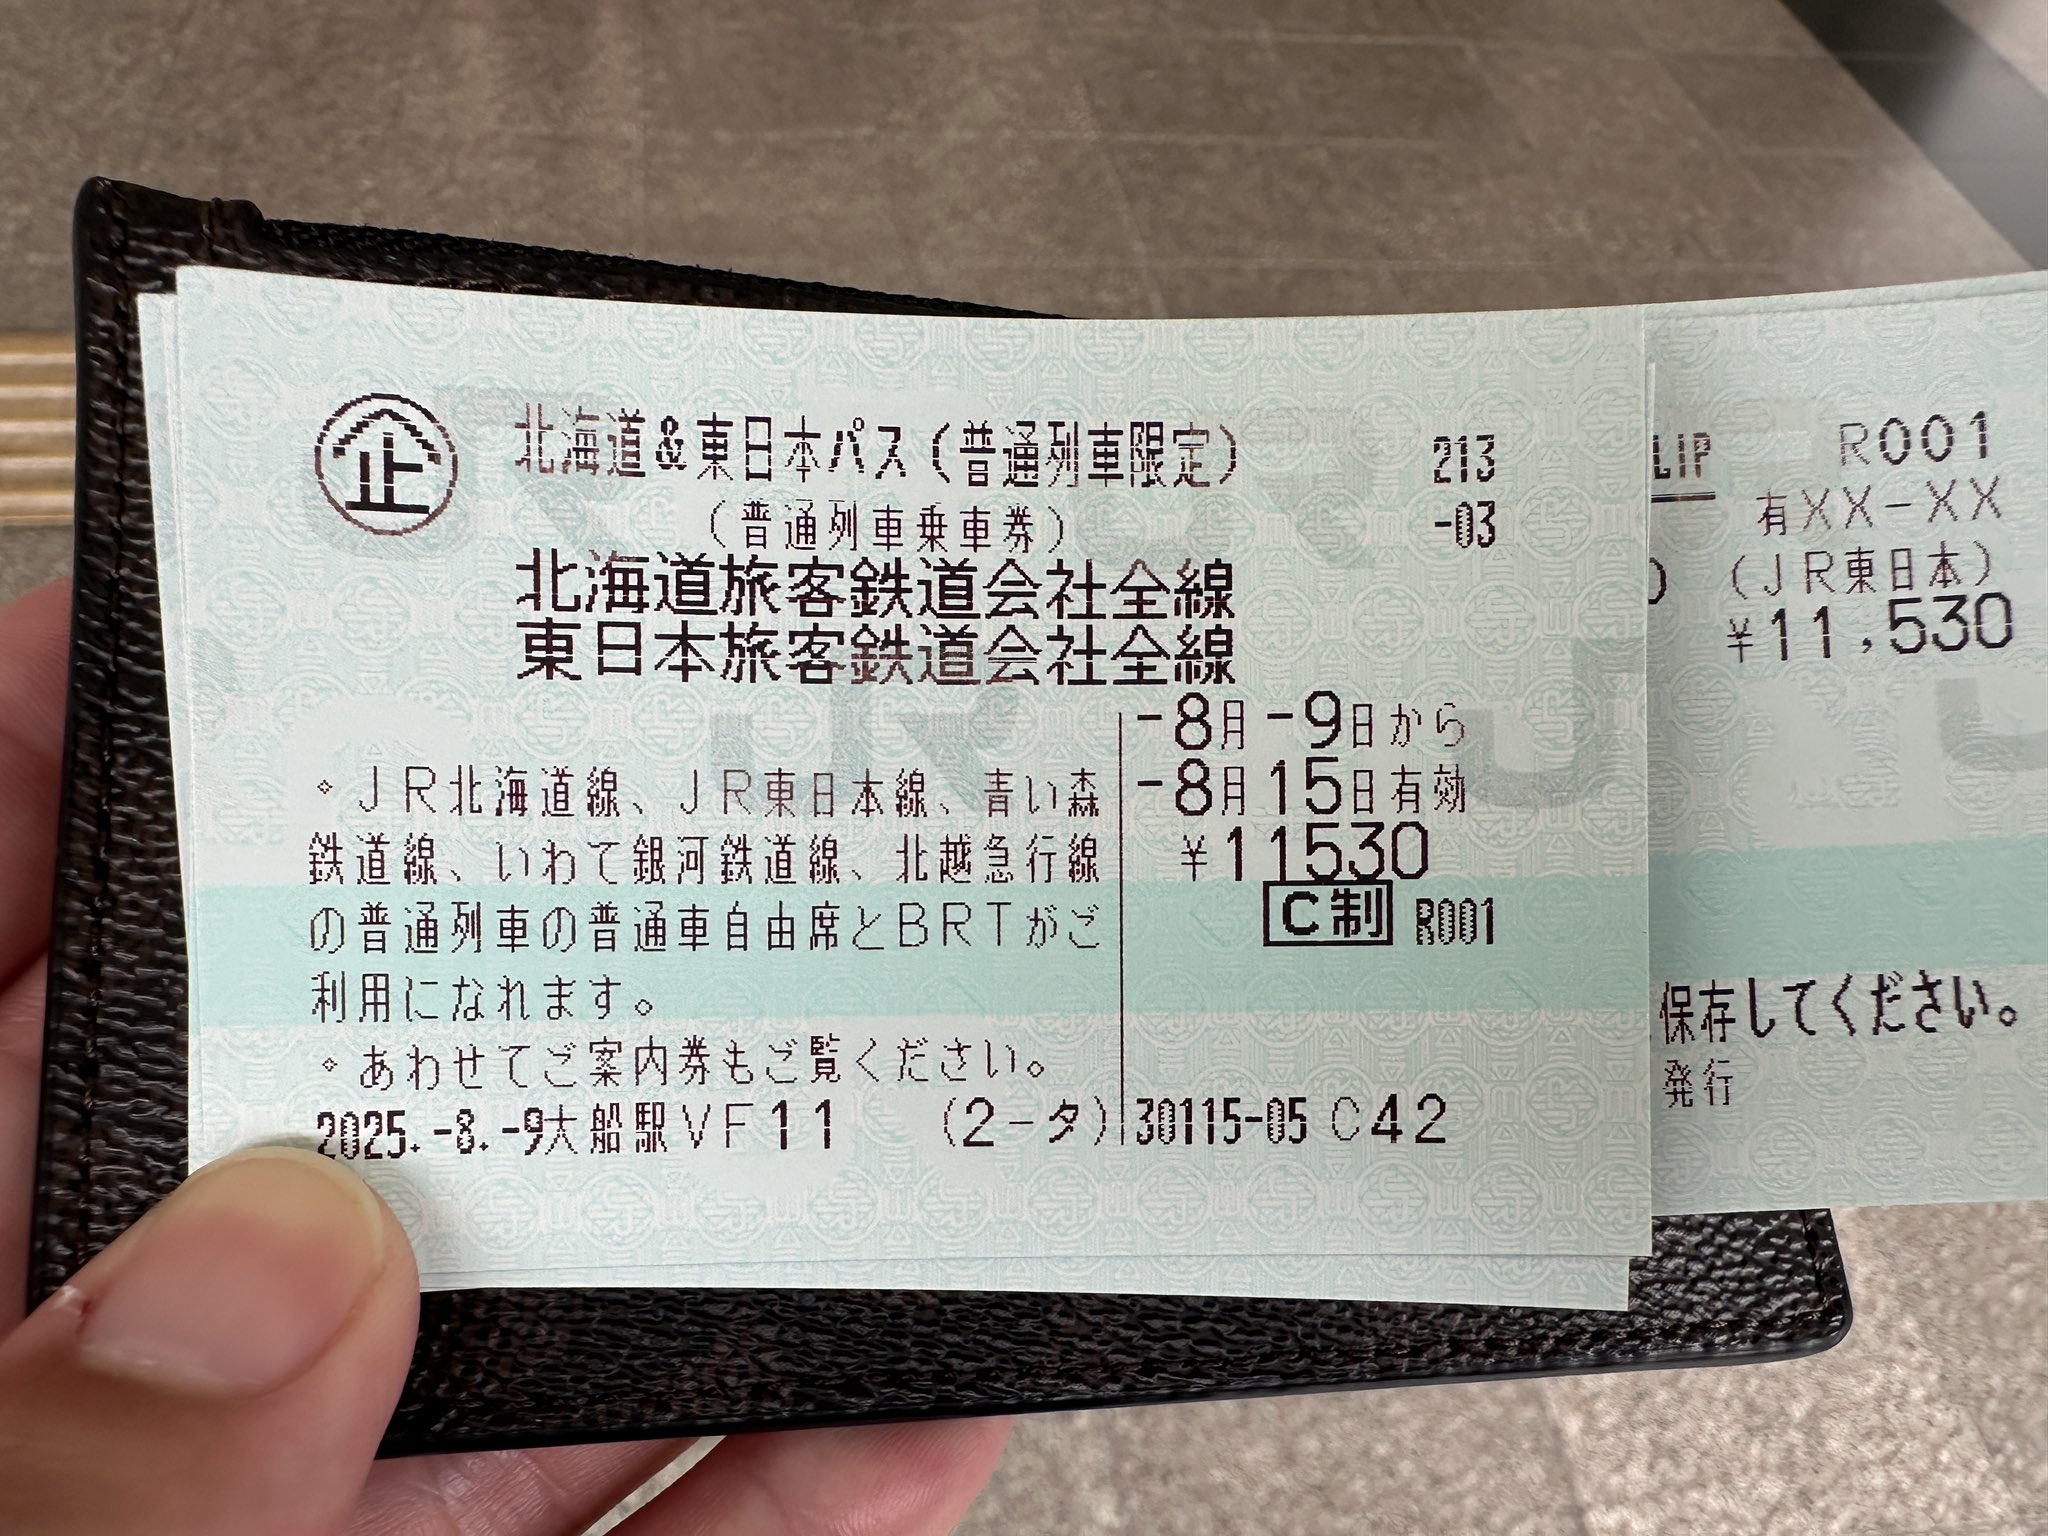 企 北海道&東日本パス(普通列車限定) 213
(普通列車乗車券) -03
北海道旅客鉄道会社全線
東日本旅客鉄道会社全線
-8月 -9日から
-8月15日有効
¥11530
C制 R001
・JR北海道線、JR東日本線、青い森
鉄道線、いわて銀河鉄道線、北越急行線
の普通列車の普通車自由席とBRTがご
利用になれます。
・あわせてご案内券もご覧ください。
2025.-8.-9大船駅VF11 (2-タ) 30115-05 C42
LIP R001
有XX-XX
) (JR東日本)
¥11,530
保存してください。
発行